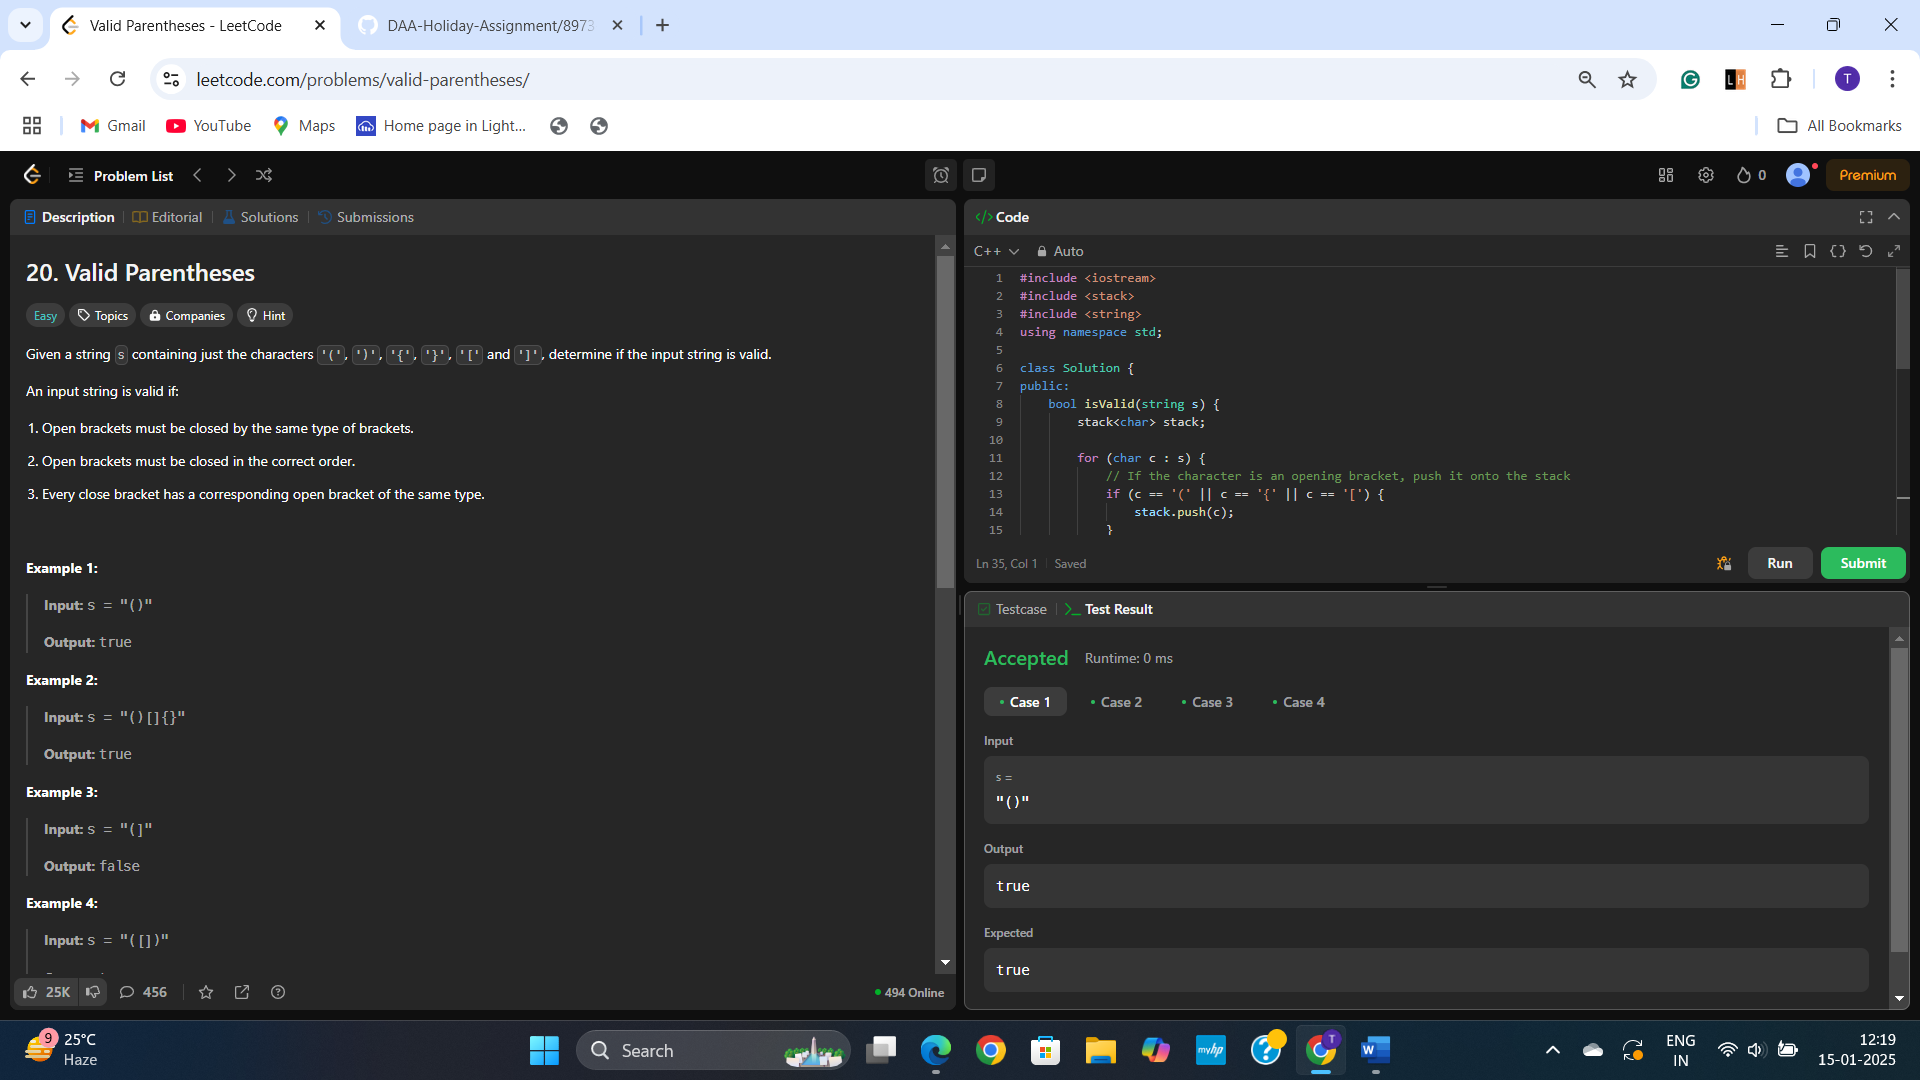 Valid Parentheses - LeetCode
DAA-Holiday-Assignment/8973
leetcode.com/problems/valid-parentheses/
T
Gmail
YouTube
Maps
Home page in Light...
All Bookmarks
Problem List
0
Premium
Description
Editorial
Solutions
Submissions
20. Valid Parentheses
Easy
Topics
Companies
Hint
Given a string s containing just the characters '(', ')', '{', '}', '[' and ']', determine if the input string is valid.
An input string is valid if:
1. Open brackets must be closed by the same type of brackets.
2. Open brackets must be closed in the correct order.
3. Every close bracket has a corresponding open bracket of the same type.
Example 1:
Input: s = "()"
Output: true
Example 2:
Input: s = "()[]{}"
Output: true
Example 3:
Input: s = "(]"
Output: false
Example 4:
Input: s = "([])"
25K
456
494 Online
</> Code
C++
Auto
1 #include <iostream>
2 #include <stack>
3 #include <string>
4 using namespace std;
5
6 class Solution {
7 public:
8 bool isValid(string s) {
9 stack<char> stack;
10
11 for (char c : s) {
12 // If the character is an opening bracket, push it onto the stack
13 if (c == '(' || c == '{' || c == '[') {
14 stack.push(c);
15 }
Ln 35, Col 1
Saved
Run
Submit
Testcase
Test Result
Accepted
Runtime: 0 ms
Case 1
Case 2
Case 3
Case 4
Input
s =
"()"
Output
true
Expected
true
9
25°C
Haze
Search
myhp
T
W
ENG
IN
12:19
15-01-2025